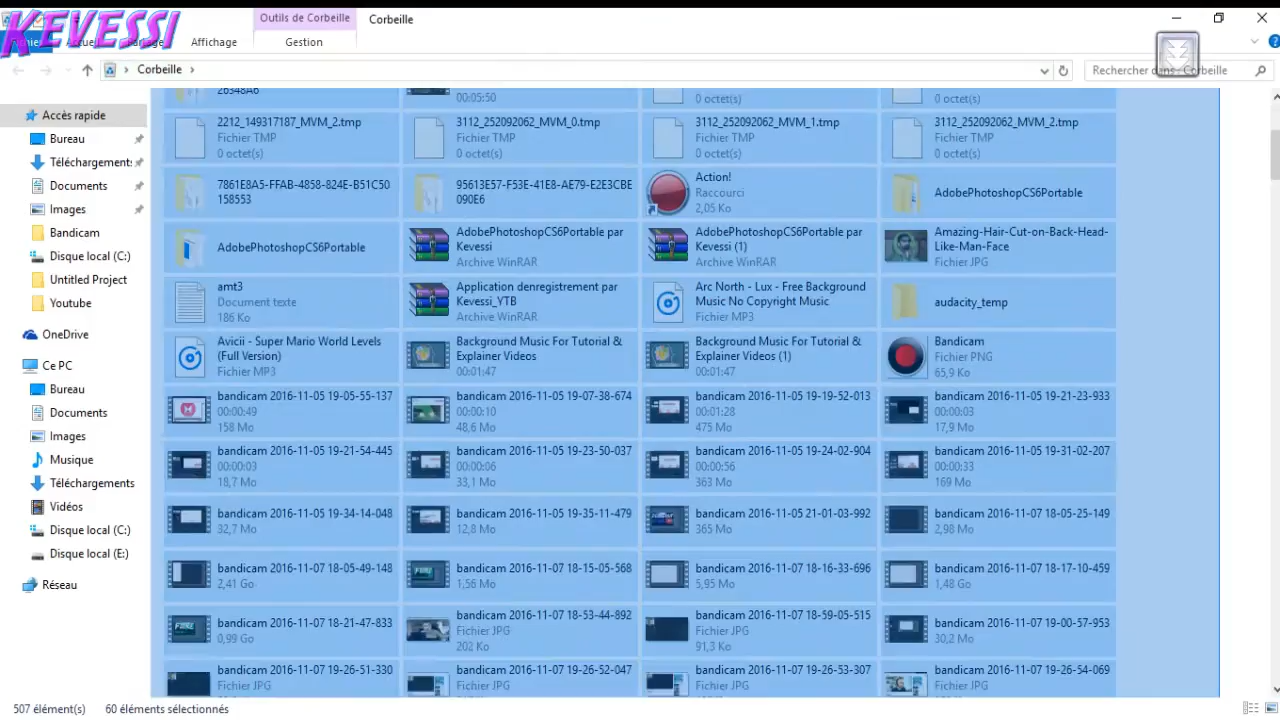 KEVESSI
Outils de Corbeille
Corbeille
Accueil
Partage
Affichage
Gestion
Corbeille
Rechercher dans : Corbeille
26348A6
00:05:50
0 octet(s)
0 octet(s)
2212_149317187_MVM_2.tmp
Fichier TMP
0 octet(s)
3112_252092062_MVM_0.tmp
Fichier TMP
0 octet(s)
3112_252092062_MVM_1.tmp
Fichier TMP
0 octet(s)
3112_252092062_MVM_2.tmp
Fichier TMP
0 octet(s)
7861E8A5-FFAB-4858-824E-B51C50
158553
95613E57-F53E-41E8-AE79-E2E3CBE
090E6
Action!
Raccourci
2,05 Ko
AdobePhotoshopCS6Portable
AdobePhotoshopCS6Portable
AdobePhotoshopCS6Portable par
Kevessi
Archive WinRAR
AdobePhotoshopCS6Portable par
Kevessi (1)
Archive WinRAR
Amazing-Hair-Cut-on-Back-Head-
Like-Man-Face
Fichier JPG
amt3
Document texte
186 Ko
Application denregistrement par
Kevessi_YTB
Archive WinRAR
Arc North - Lux - Free Background
Music No Copyright Music
Fichier MP3
audacity_temp
Avicii - Super Mario World Levels
(Full Version)
Fichier MP3
Background Music For Tutorial &
Explainer Videos
00:01:47
Background Music For Tutorial &
Explainer Videos (1)
00:01:47
Bandicam
Fichier PNG
65,9 Ko
bandicam 2016-11-05 19-05-55-137
00:00:49
158 Mo
bandicam 2016-11-05 19-07-38-674
00:00:10
48,6 Mo
bandicam 2016-11-05 19-19-52-013
00:01:28
475 Mo
bandicam 2016-11-05 19-21-23-933
00:00:03
17,9 Mo
bandicam 2016-11-05 19-21-54-445
00:00:03
18,7 Mo
bandicam 2016-11-05 19-23-50-037
00:00:06
33,1 Mo
bandicam 2016-11-05 19-24-02-904
00:00:56
363 Mo
bandicam 2016-11-05 19-31-02-207
00:00:33
169 Mo
bandicam 2016-11-05 19-34-14-048
32,7 Mo
bandicam 2016-11-05 19-35-11-479
12,8 Mo
bandicam 2016-11-05 21-01-03-992
365 Mo
bandicam 2016-11-07 18-05-25-149
2,98 Mo
bandicam 2016-11-07 18-05-49-148
2,41 Go
bandicam 2016-11-07 18-15-05-568
1,56 Mo
bandicam 2016-11-07 18-16-33-696
5,95 Mo
bandicam 2016-11-07 18-17-10-459
1,48 Go
bandicam 2016-11-07 18-21-47-833
0,99 Go
bandicam 2016-11-07 18-53-44-892
Fichier JPG
202 Ko
bandicam 2016-11-07 18-59-05-515
Fichier JPG
91,3 Ko
bandicam 2016-11-07 19-00-57-953
30,2 Mo
bandicam 2016-11-07 19-26-51-330
Fichier JPG
bandicam 2016-11-07 19-26-52-047
Fichier JPG
bandicam 2016-11-07 19-26-53-307
Fichier JPG
bandicam 2016-11-07 19-26-54-069
Fichier JPG
Accès rapide
Bureau
Téléchargements
Documents
Images
Bandicam
Disque local (C:)
Untitled Project
Youtube
OneDrive
Ce PC
Bureau
Documents
Images
Musique
Téléchargements
Vidéos
Disque local (C:)
Disque local (E:)
Réseau
507 élément(s)
60 éléments sélectionnés